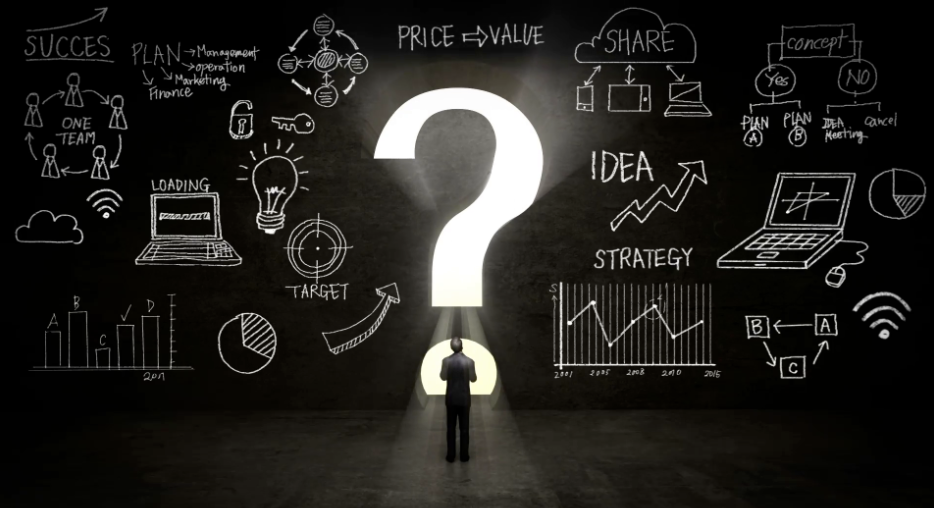 SUCCES
PLAN → Management
→ operation
Marketing
Finance
PRICE ⇨ VALUE
SHARE
concept
Yes
NO
PLAN
A
PLAN
B
IDEA
Meeting
Cancel
ONE
TEAM
LOADING
IDEA
TARGET
STRATEGY
?
A
B
C
D
S
2001
2005
2008
2010
2015
B
A
C